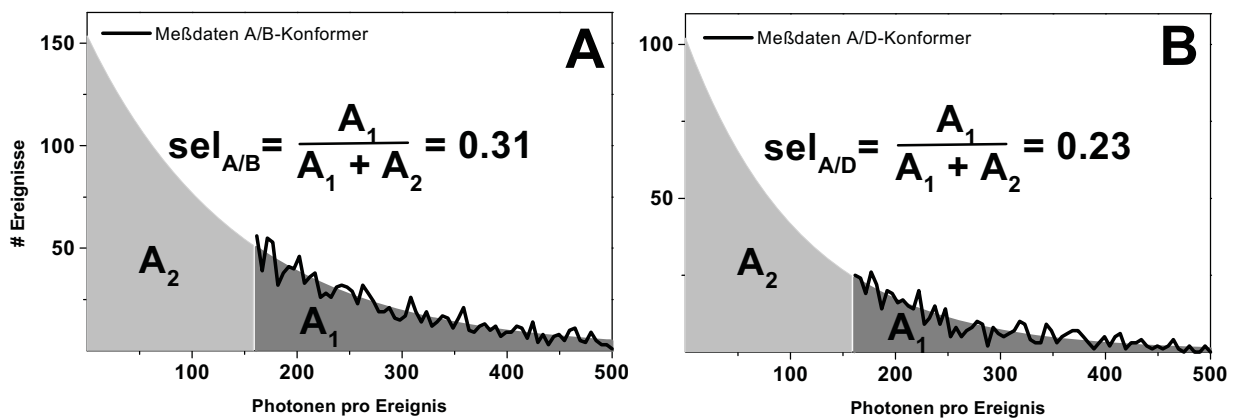 150
100
50
# Ereignisse
Meßdaten A/B-Konformer
A
sel_A/B = A_1 / (A_1 + A_2) = 0.31
A_2
A_1
100 200 300 400 500
Photonen pro Ereignis
100
50
Meßdaten A/D-Konformer
B
sel_A/D = A_1 / (A_1 + A_2) = 0.23
A_2
A_1
100 200 300 400 500
Photonen pro Ereignis